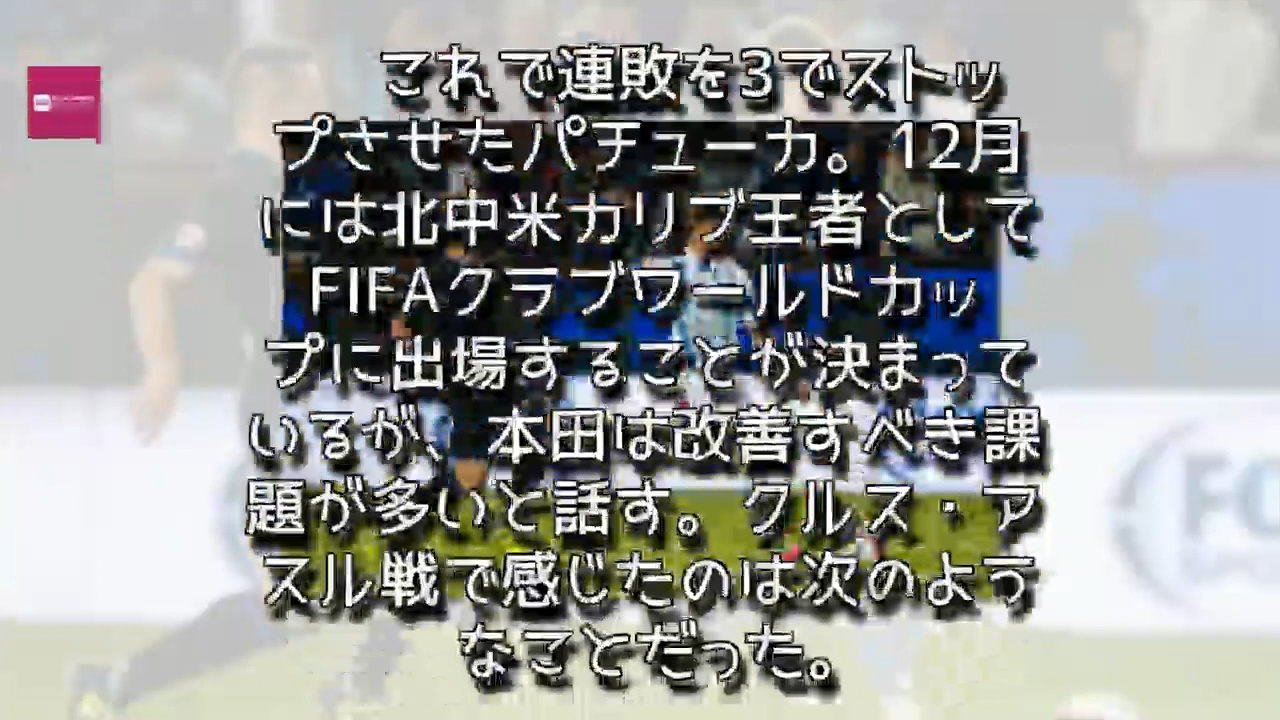 これで連敗を3でストッ
プさせたパチューカ。12月
には北中米カリブ王者として
FIFAクラブワールドカッ
プに出場することが決まって
いるが、本田は改善すべき課
題が多いと話す。クルス・ア
スル戦で感じたのは次のよう
なことだった。
FO